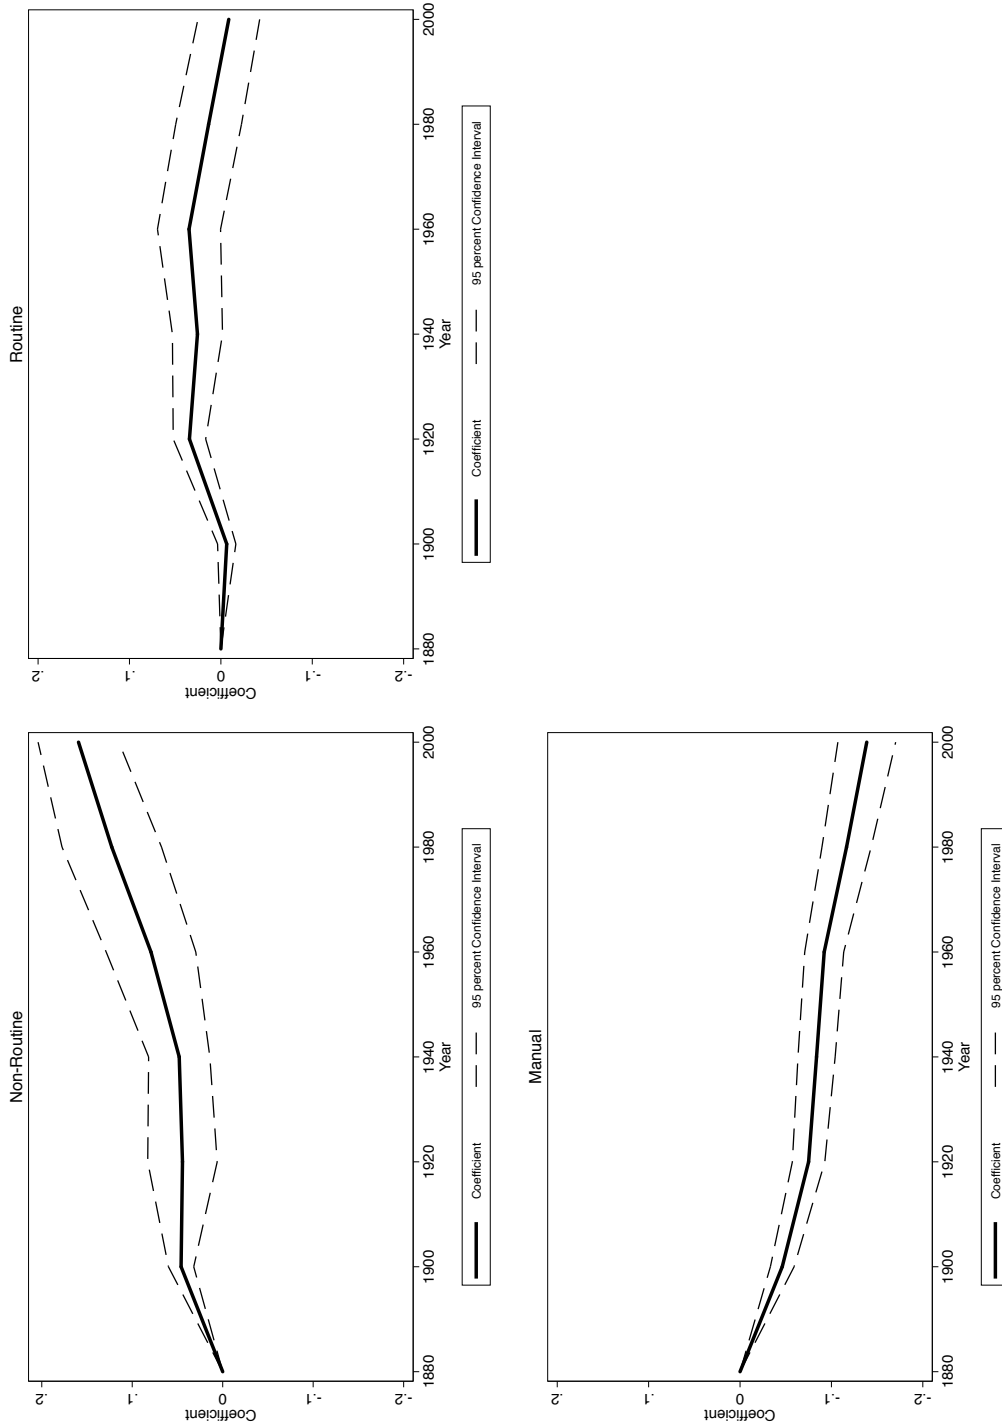 Non-Routine
Coefficient
.2
.1
0
-.1
-.2
1880 1900 1920 1940 1960 1980 2000
Year
Coefficient 95 percent Confidence Interval
Routine
Coefficient
.2
.1
0
-.1
-.2
1880 1900 1920 1940 1960 1980 2000
Year
Coefficient 95 percent Confidence Interval
Manual
Coefficient
.2
.1
0
-.1
-.2
1880 1900 1920 1940 1960 1980 2000
Year
Coefficient 95 percent Confidence Interval